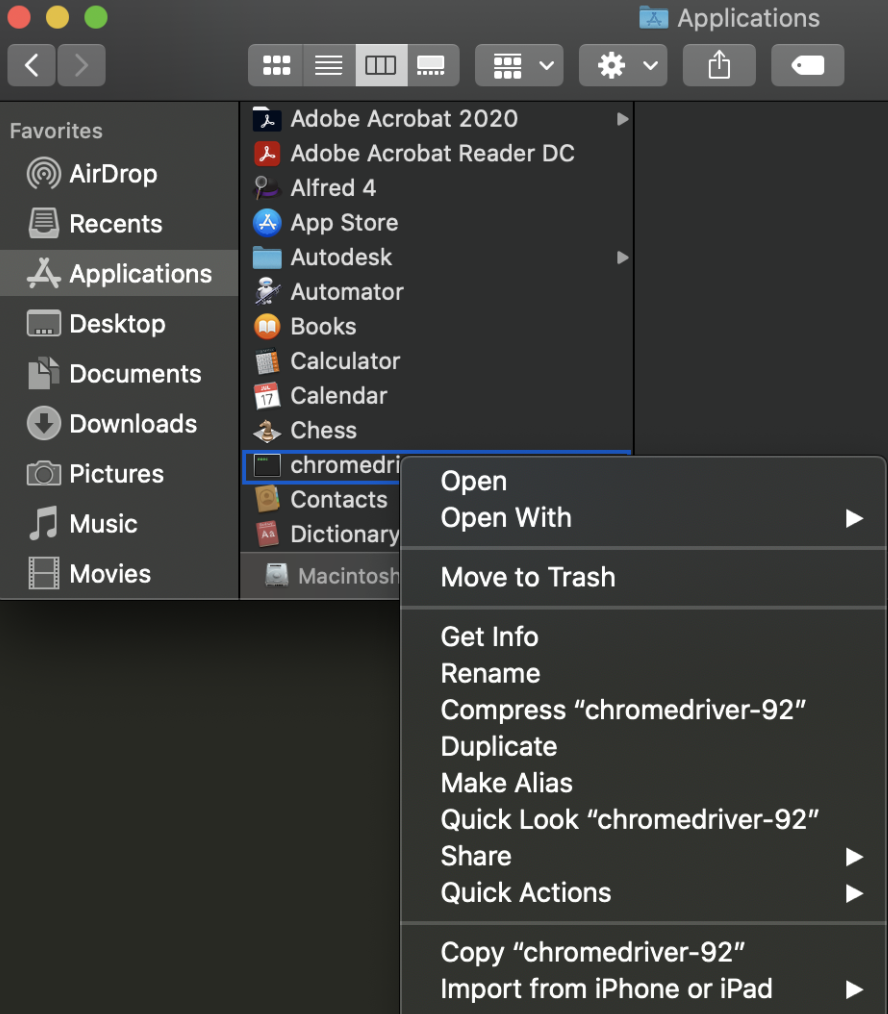 Applications
Favorites
AirDrop
Recents
Applications
Desktop
Documents
Downloads
Pictures
Music
Movies
Adobe Acrobat 2020
Adobe Acrobat Reader DC
Alfred 4
App Store
Autodesk
Automator
Books
Calculator
Calendar
Chess
chromedri
Contacts
Dictionary
Macintosh
Open
Open With
Move to Trash
Get Info
Rename
Compress “chromedriver-92”
Duplicate
Make Alias
Quick Look “chromedriver-92”
Share
Quick Actions
Copy “chromedriver-92”
Import from iPhone or iPad